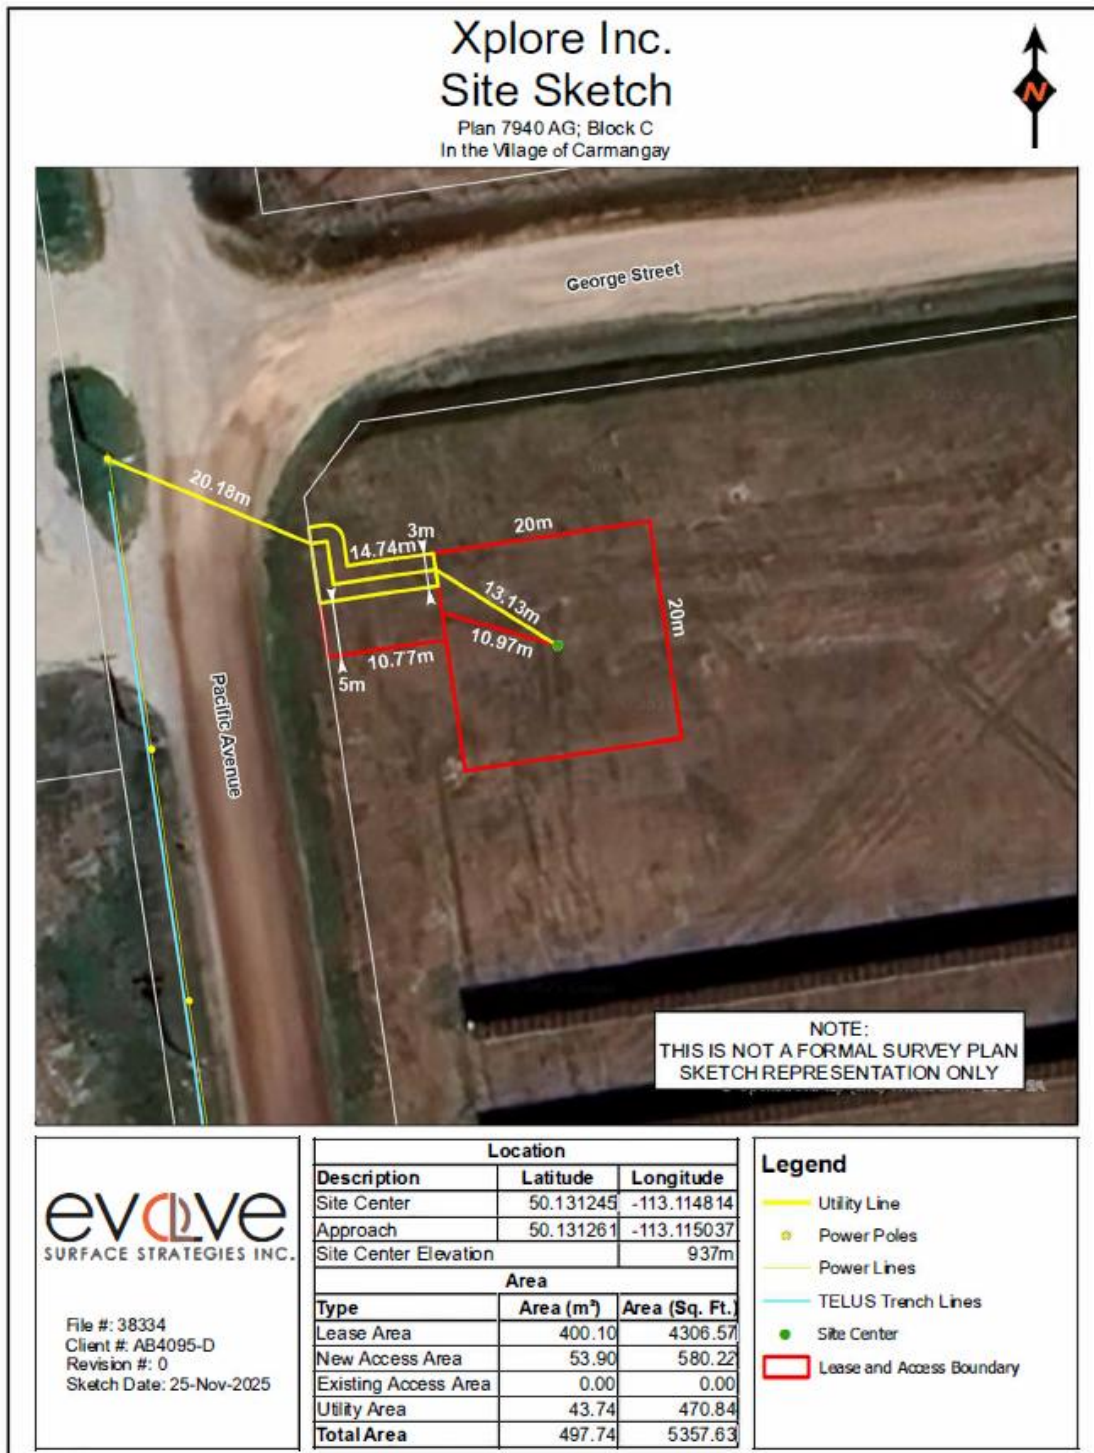 Xplore Inc.
Site Sketch
Plan 7940 AG; Block C
In the Village of Carmangay
N
George Street
20.18m
3m
20m
14.74m
13.13m
20m
10.97m
10.77m
5m
Pacific Avenue
NOTE:
THIS IS NOT A FORMAL SURVEY PLAN
SKETCH REPRESENTATION ONLY
evolve
SURFACE STRATEGIES INC.
File #: 38334
Client #: AB4095-D
Revision #: 0
Sketch Date: 25-Nov-2025
Location
Description Latitude Longitude
Site Center 50.131245 -113.114814
Approach 50.131261 -113.115037
Site Center Elevation 937m
Area
Type Area (m²) Area (Sq. Ft.)
Lease Area 400.10 4306.57
New Access Area 53.90 580.22
Existing Access Area 0.00 0.00
Utility Area 43.74 470.84
Total Area 497.74 5357.63
Legend
Utility Line
Power Poles
Power Lines
TELUS Trench Lines
Site Center
Lease and Access Boundary